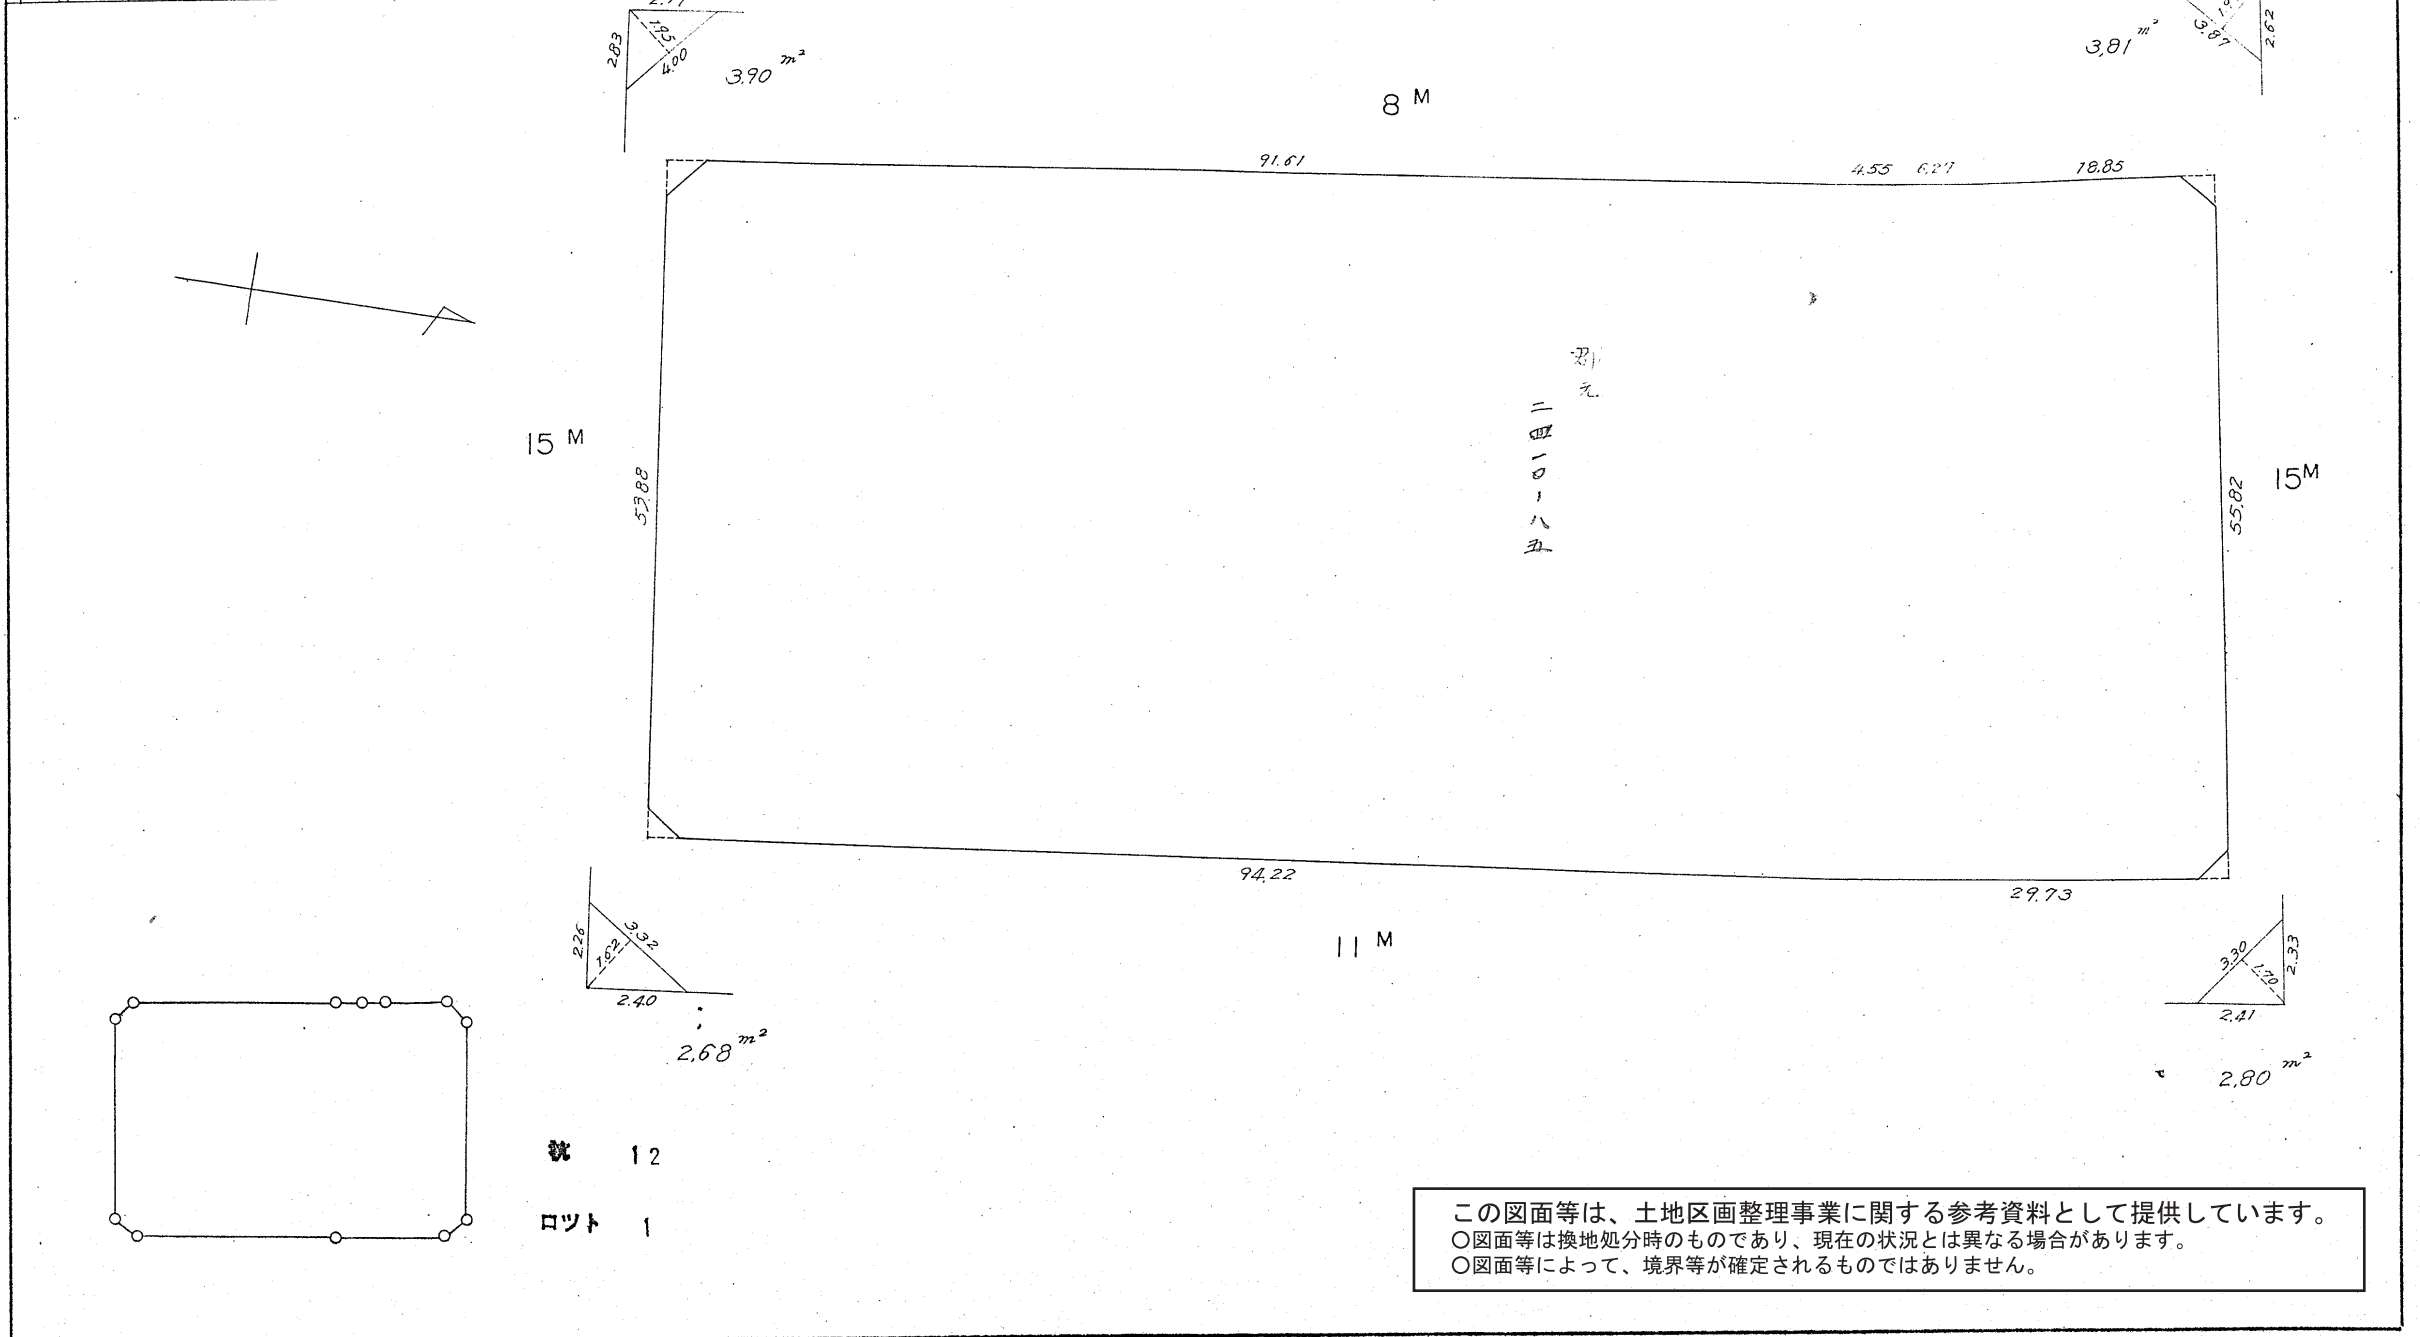 2.83
1.95
4.00
3.90 m²
3.81 m²
3.87
2.62
8 M
91.61
4.55
6.27
18.85
15 M
53.88
郡元
二四一〇-八五
55.82
15 M
94.22
29.73
11 M
2.26
3.32
1.62
2.40
2.68 m²
3.30
1.70
2.33
2.41
2.80 m²
杭 12
ロツト 1
この図面等は、土地区画整理事業に関する参考資料として提供しています。
○図面等は換地処分時のものであり、現在の状況とは異なる場合があります。
○図面等によって、境界等が確定されるものではありません。